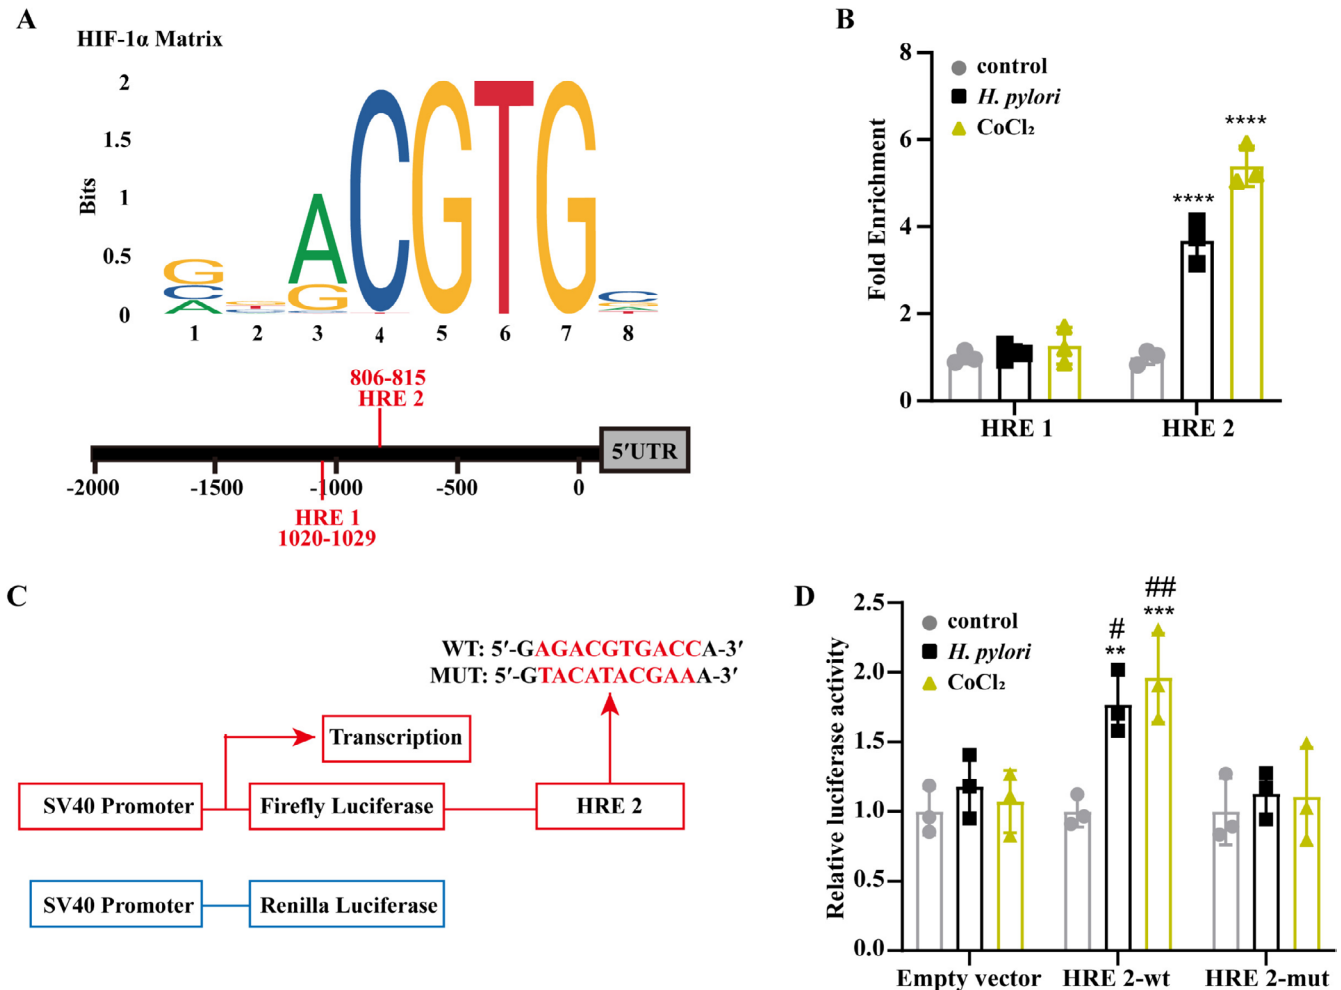 A
HIF-1α Matrix
Bits
2
1.5
1
0.5
0
G
C
A
A
G
C
G
T
G
C
1 2 3 4 5 6 7 8
806-815
HRE 2
5′UTR
-2000 -1500 -1000 -500 0
HRE 1
1020-1029
B
Fold Enrichment
8
6
4
2
0
control
H. pylori
CoCl₂
****
****
HRE 1 HRE 2
C
WT: 5′-GAGACGTGACCA-3′
MUT: 5′-GTACATACGAAA-3′
Transcription
SV40 Promoter Firefly Luciferase HRE 2
SV40 Promoter Renilla Luciferase
D
Relative luciferase activity
2.5
2.0
1.5
1.0
0.5
0.0
control
H. pylori
CoCl₂
#
**
##
***
Empty vector HRE 2-wt HRE 2-mut